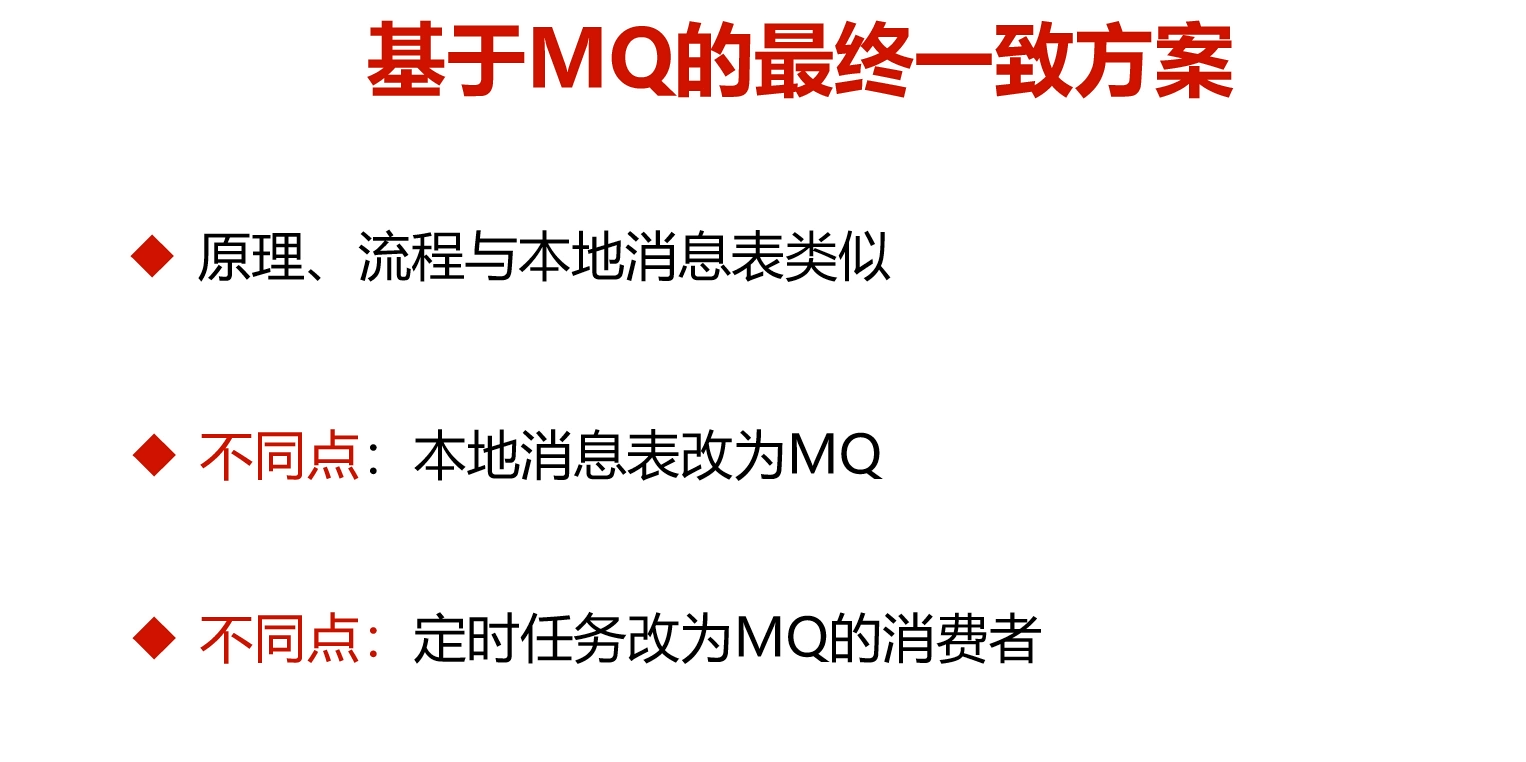 基于MQ的最终一致方案
原理、流程与本地消息表类似
不同点：本地消息表改为MQ
不同点：定时任务改为MQ的消费者